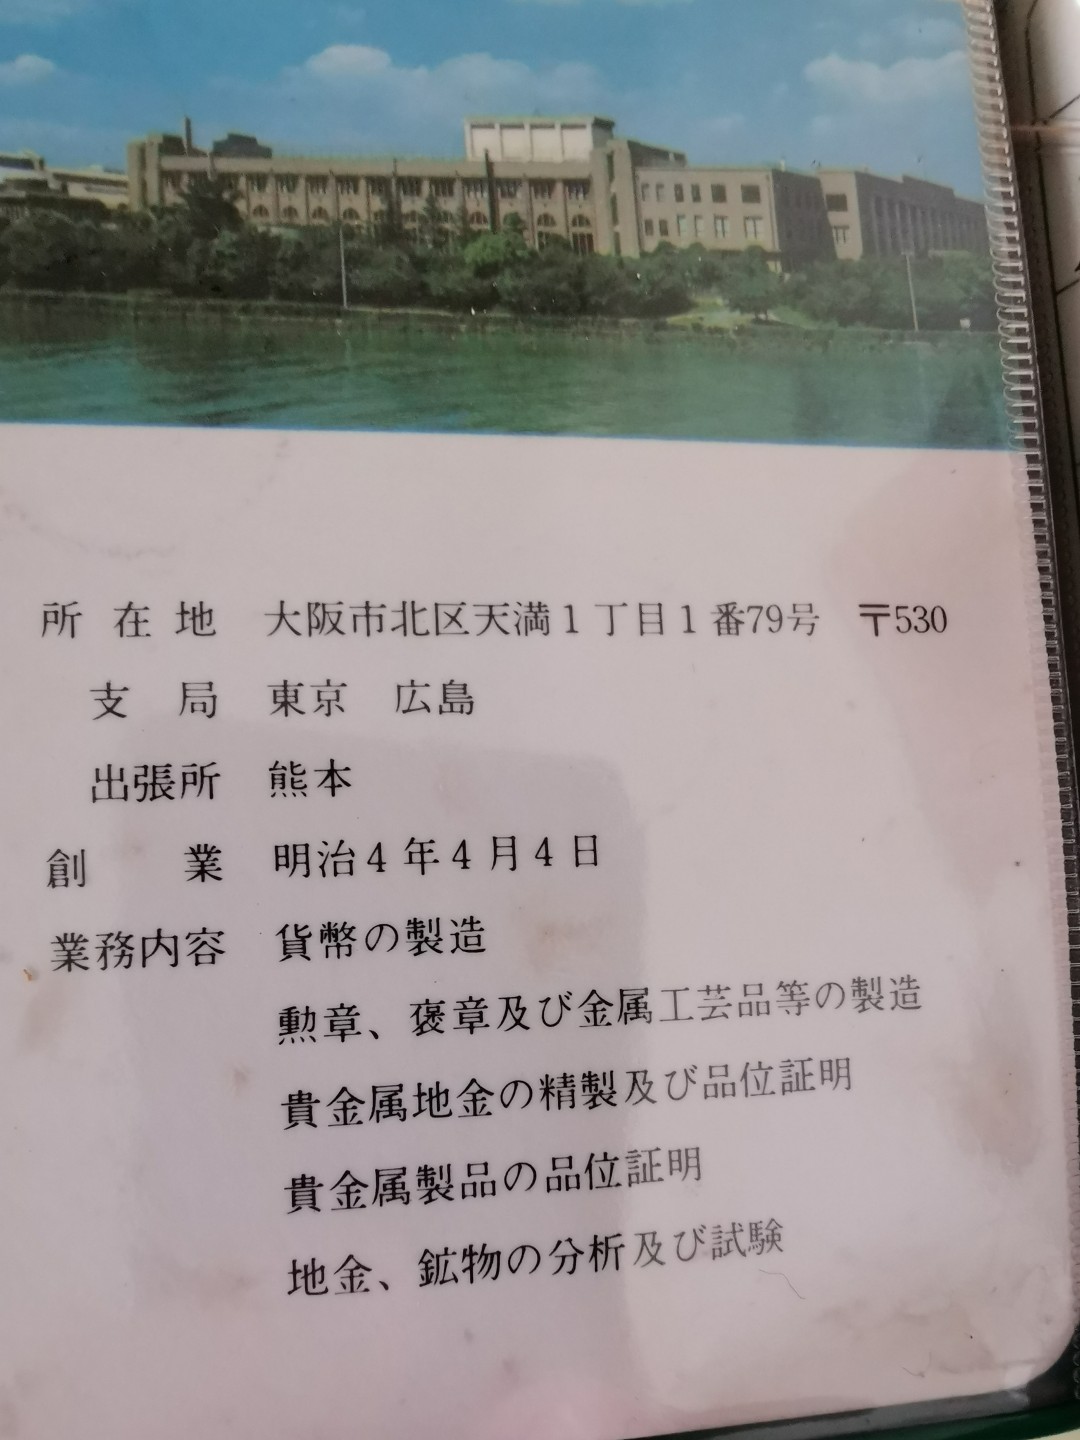 所在地 大阪市北区天満1丁目1番79号 〒530
支局 東京 広島
出張所 熊本
創業 明治4年4月4日
業務内容 貨幣の製造
勲章、褒章及び金属工芸品等の製造
貴金属地金の精製及び品位証明
貴金属製品の品位証明
地金、鉱物の分析及び試験